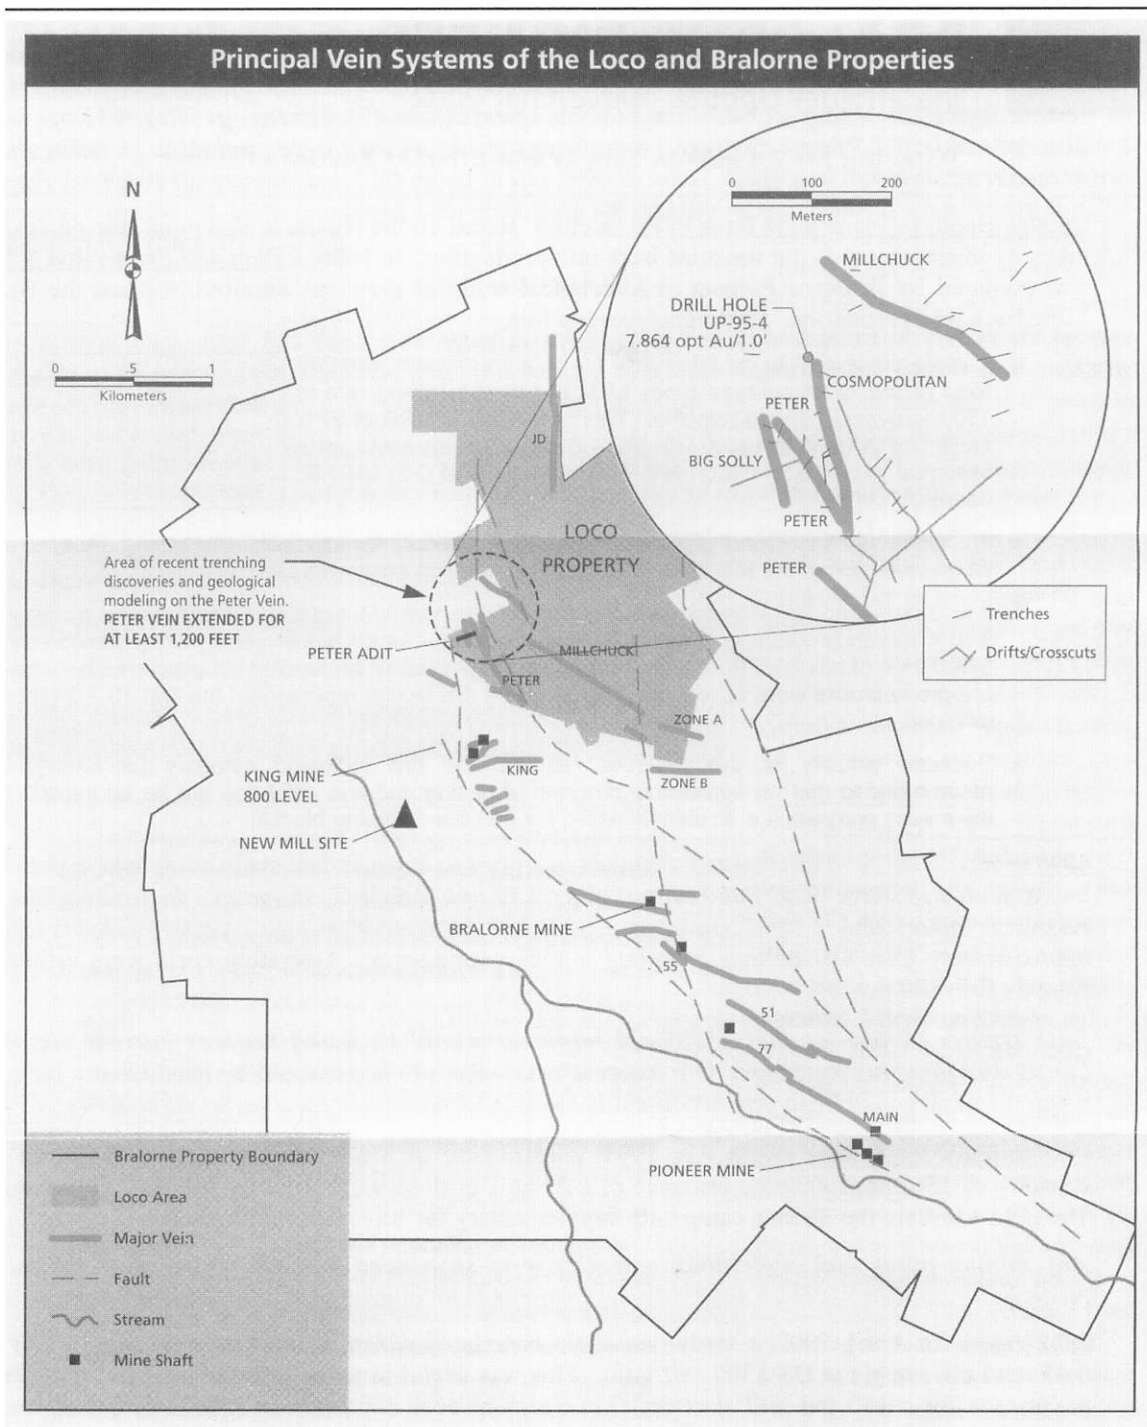 Principal Vein Systems of the Loco and Bralorne Properties
N
0 .5 1
Kilometers
0 100 200
Meters
MILLCHUCK
DRILL HOLE
UP-95-4
7.864 opt Au/1.0'
COSMOPOLITAN
PETER
BIG SOLLY
PETER
PETER
JD
LOCO
PROPERTY
Area of recent trenching
discoveries and geological
modeling on the Peter Vein.
PETER VEIN EXTENDED FOR
AT LEAST 1,200 FEET
Trenches
Drifts/Crosscuts
PETER ADIT
MILLCHUCK
PETER
ZONE A
KING
ZONE B
KING MINE
800 LEVEL
NEW MILL SITE
BRALORNE MINE
55
51
77
MAIN
PIONEER MINE
Bralorne Property Boundary
Loco Area
Major Vein
Fault
Stream
Mine Shaft